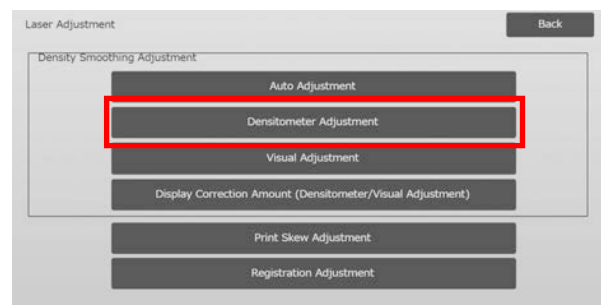 Laser Adjustment
Back
Density Smoothing Adjustment
Auto Adjustment
Densitometer Adjustment
Visual Adjustment
Display Correction Amount (Densitometer/Visual Adjustment)
Print Skew Adjustment
Registration Adjustment